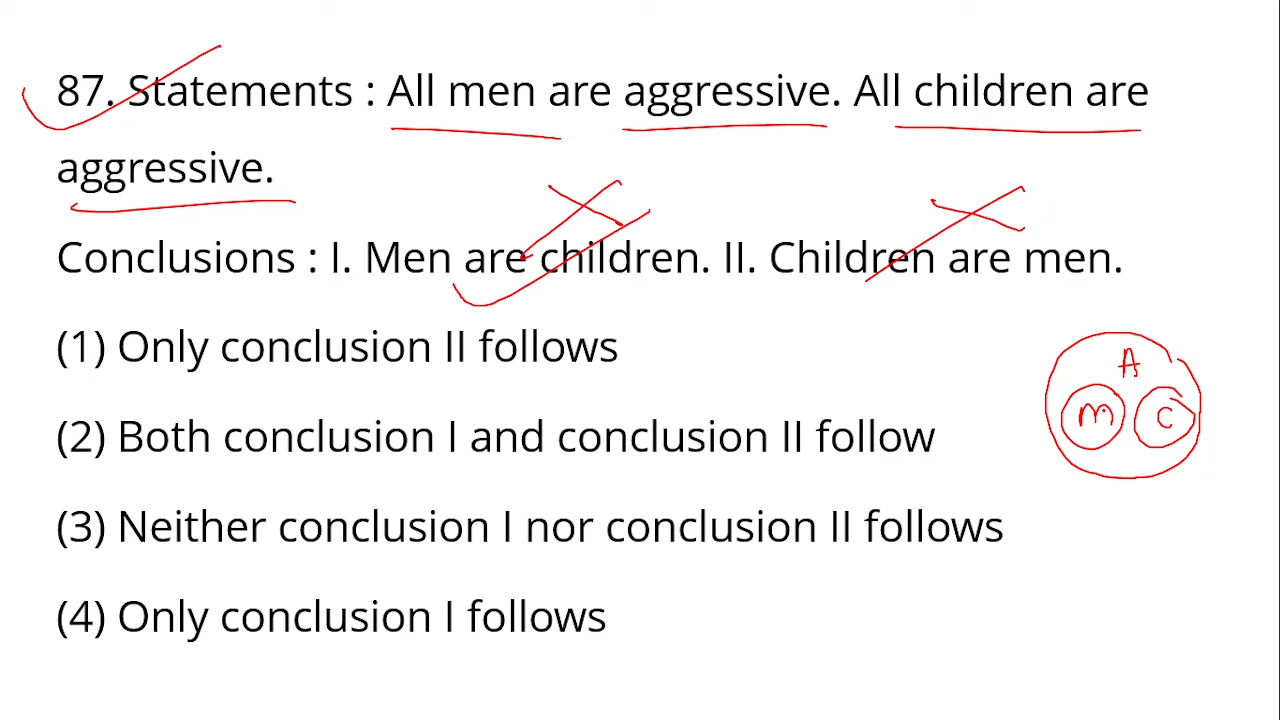 87. Statements : All men are aggressive. All children are
aggressive.
Conclusions : I. Men are children. II. Children are men.
(1) Only conclusion II follows
A
(2) Both conclusion I and conclusion II follow
m c
(3) Neither conclusion I nor conclusion II follows
(4) Only conclusion I follows